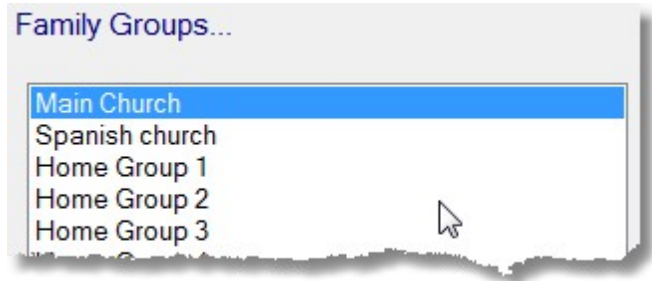 Family Groups...
Main Church
Spanish church
Home Group 1
Home Group 2
Home Group 3